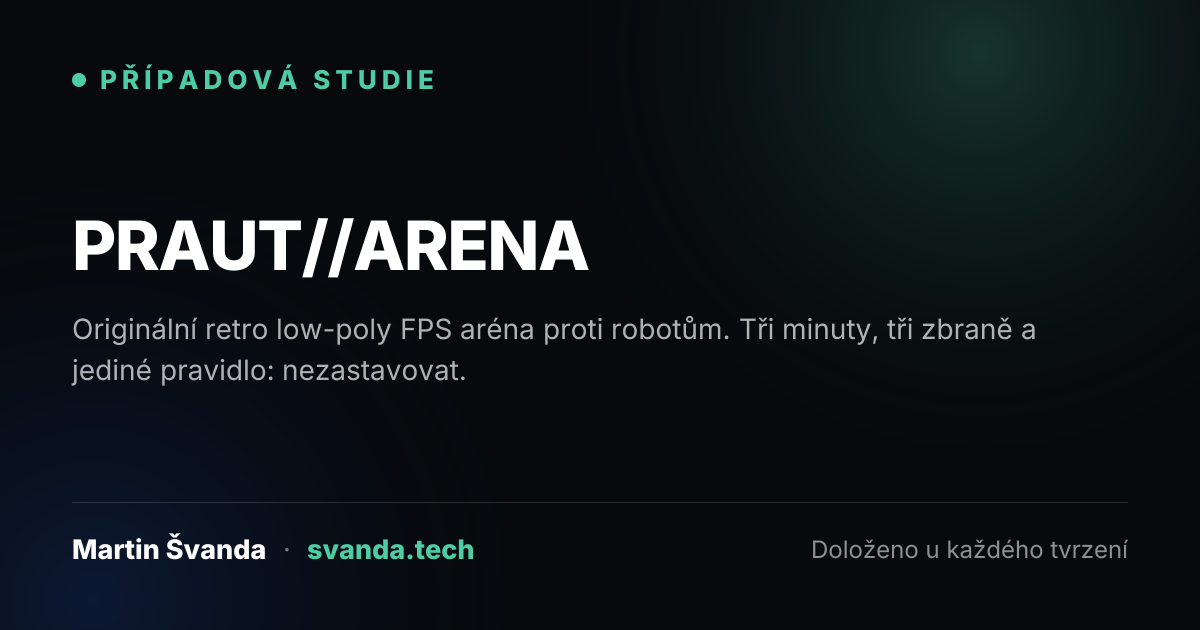 PŘÍPADOVÁ STUDIE
PRAUT//ARENA
Originální retro low-poly FPS aréna proti robotům. Tři minuty, tři zbraně a
jediné pravidlo: nezastavovat.
Martin Švanda · svanda.tech
Doloženo u každého tvrzení